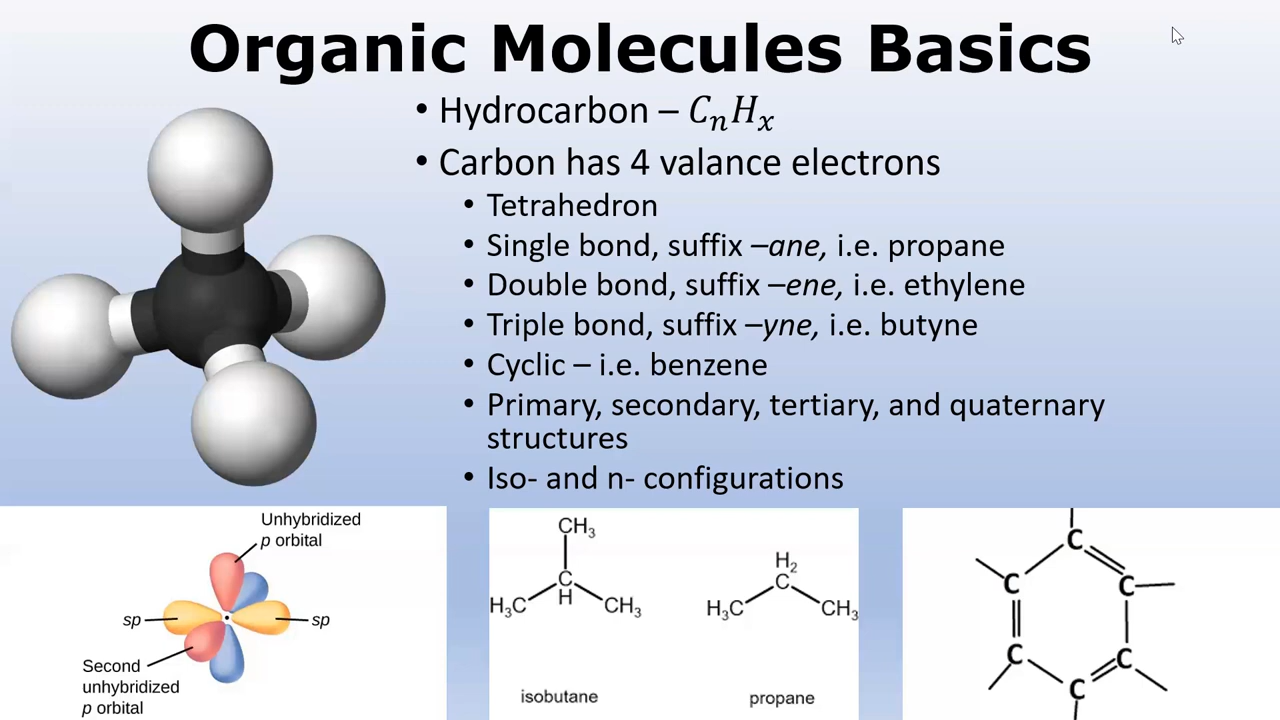 Organic Molecules Basics
• Hydrocarbon – CₙHₓ
• Carbon has 4 valance electrons
• Tetrahedron
• Single bond, suffix –ane, i.e. propane
• Double bond, suffix –ene, i.e. ethylene
• Triple bond, suffix –yne, i.e. butyne
• Cyclic – i.e. benzene
• Primary, secondary, tertiary, and quaternary
structures
• Iso- and n- configurations
Unhybridized
p orbital
sp
sp
Second
unhybridized
p orbital
CH₃
C
H
H₃C
CH₃
isobutane
H₂
C
H₃C
CH₃
propane
C
C
C
C
C
C